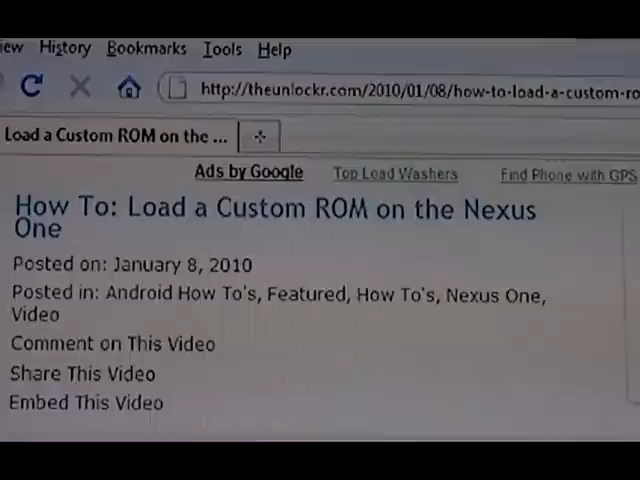 History Bookmarks Tools Help
http://theunlockr.com/2010/01/08/how-to-load-a-custom-ro
Load a Custom ROM on the ...
Ads by Google Top Load Washers Find Phone with GPS
How To: Load a Custom ROM on the Nexus
One
Posted on: January 8, 2010
Posted in: Android How To's, Featured, How To's, Nexus One,
Video
Comment on This Video
Share This Video
Embed This Video